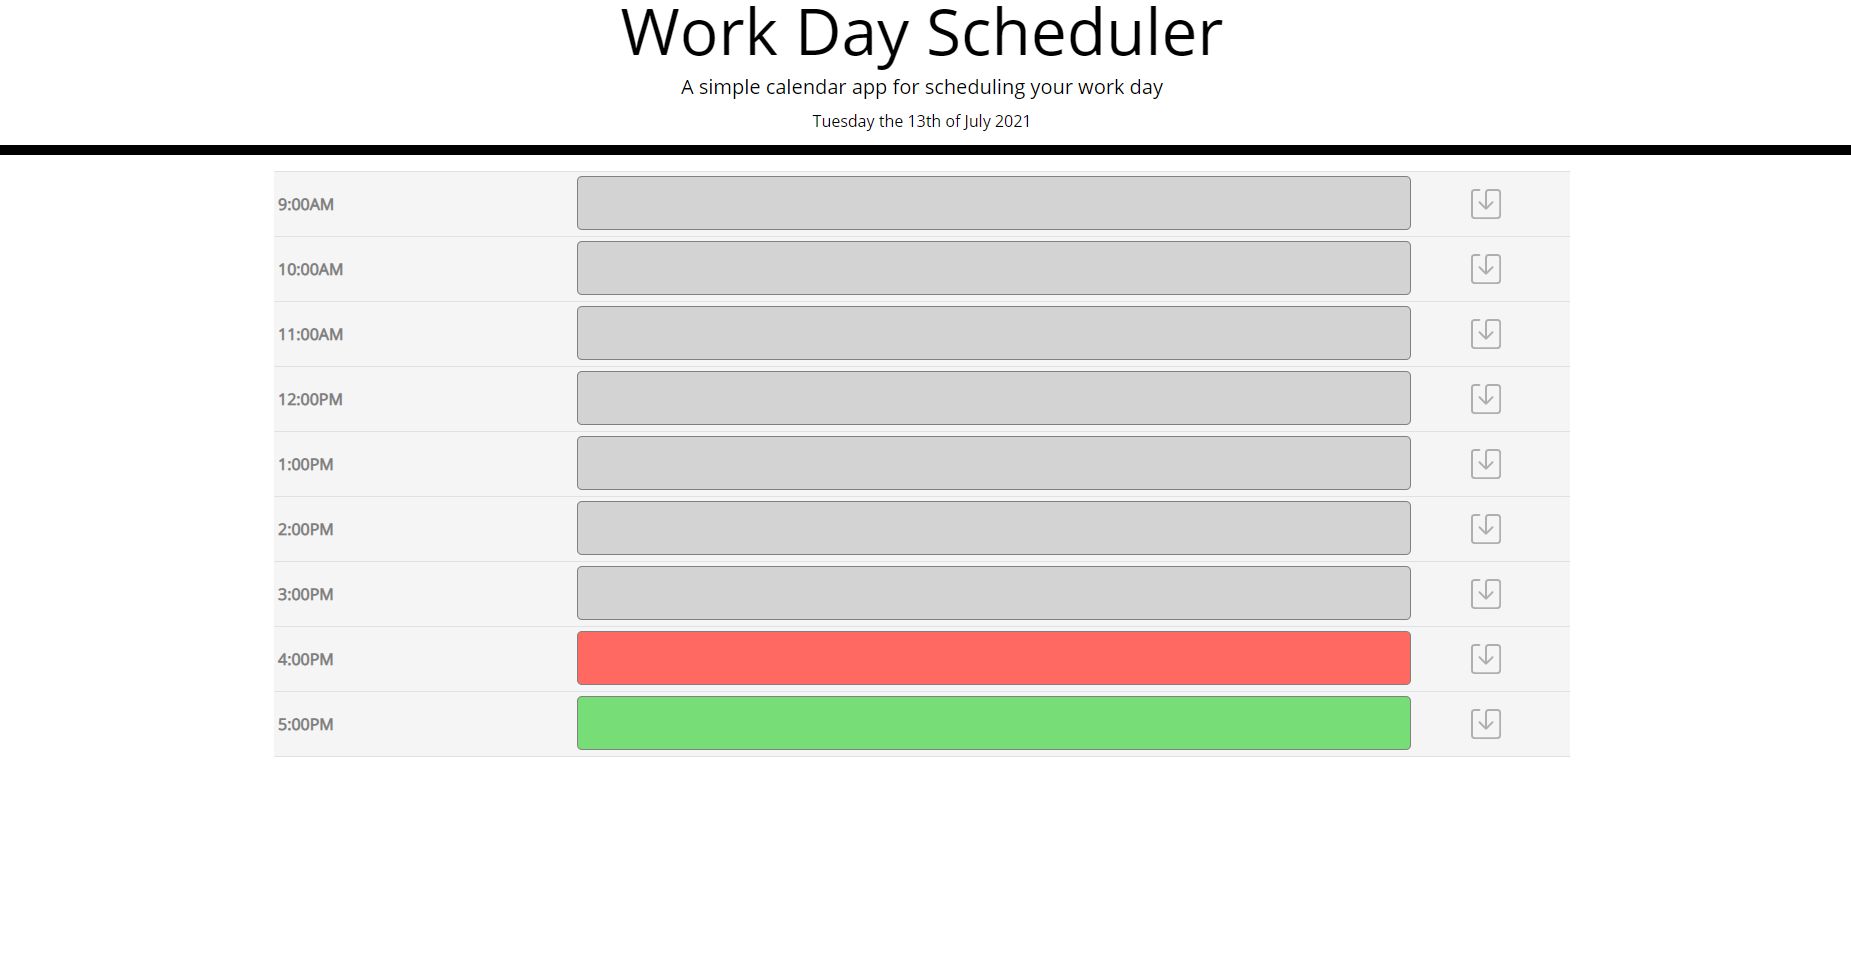 Work Day Scheduler
A simple calendar app for scheduling your work day
Tuesday the 13th of July 2021
9:00AM
10:00AM
11:00AM
12:00PM
1:00PM
2:00PM
3:00PM
4:00PM
5:00PM